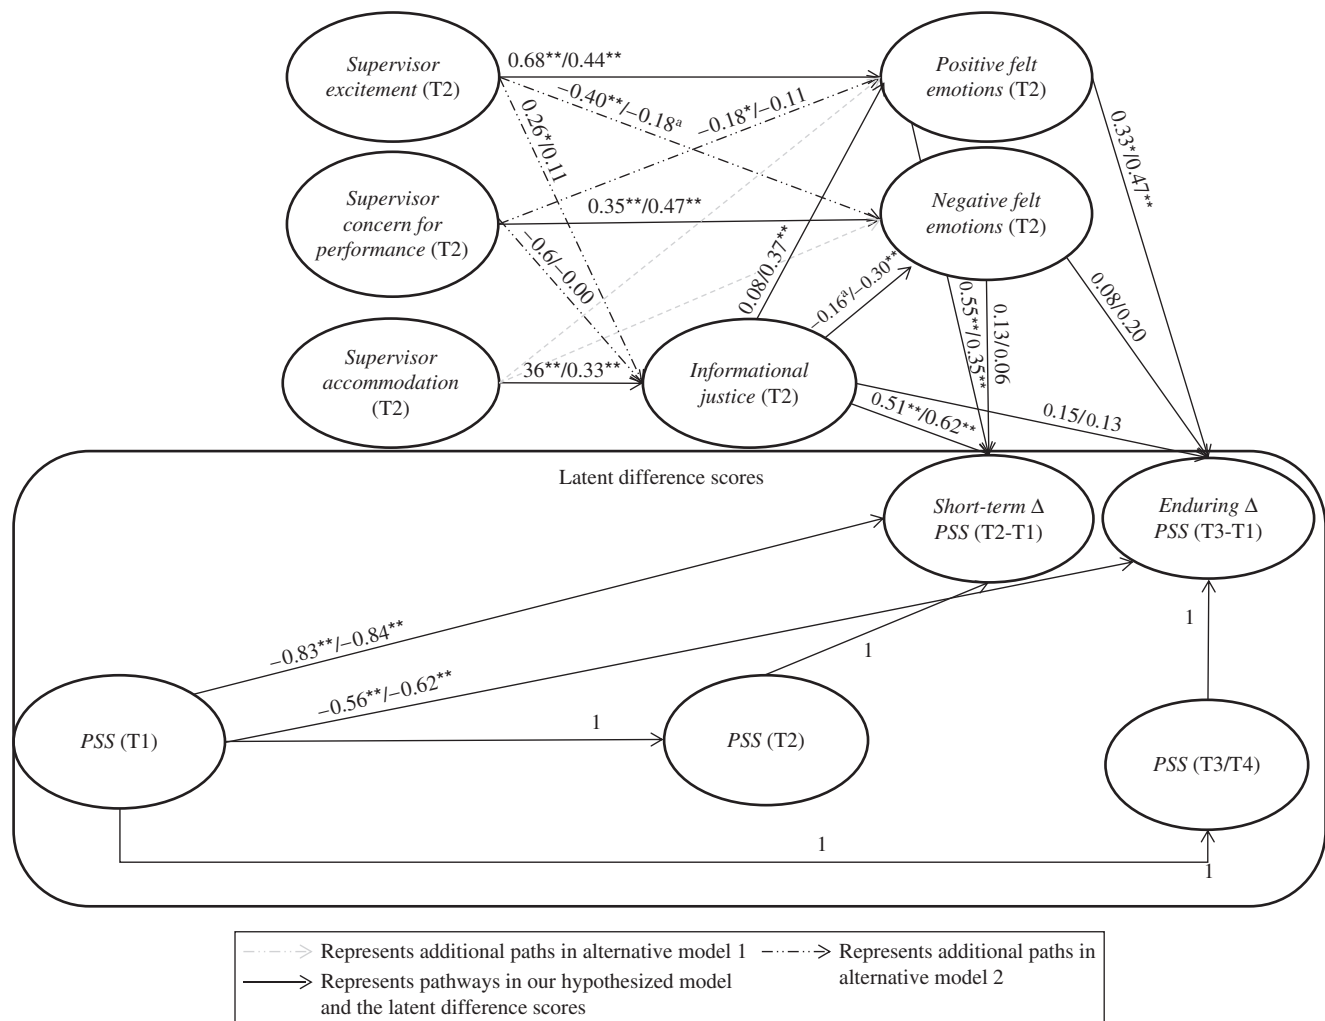 Supervisor
excitement (T2)
0.68**/0.44**
Positive felt
emotions (T2)
−0.40**/−0.18ᵃ
−0.18*/−0.11
0.26*/0.11
0.33*/0.47**
Supervisor
concern for
performance (T2)
0.35**/0.47**
Negative felt
emotions (T2)
−0.6/−0.00
0.08/0.37**
−0.16ᵃ/−0.30**
0.55**/0.35**
0.13/0.06
0.08/0.20
Supervisor
accommodation
(T2)
36**/0.33**
Informational
justice (T2)
0.51**/0.62**
0.15/0.13
Latent difference scores
Short-term Δ
PSS (T2-T1)
Enduring Δ
PSS (T3-T1)
−0.83**/−0.84**
−0.56**/−0.62**
1
1
1
PSS (T1)
PSS (T2)
PSS (T3/T4)
1
1
Represents additional paths in alternative model 1
Represents additional paths in
alternative model 2
Represents pathways in our hypothesized model
and the latent difference scores